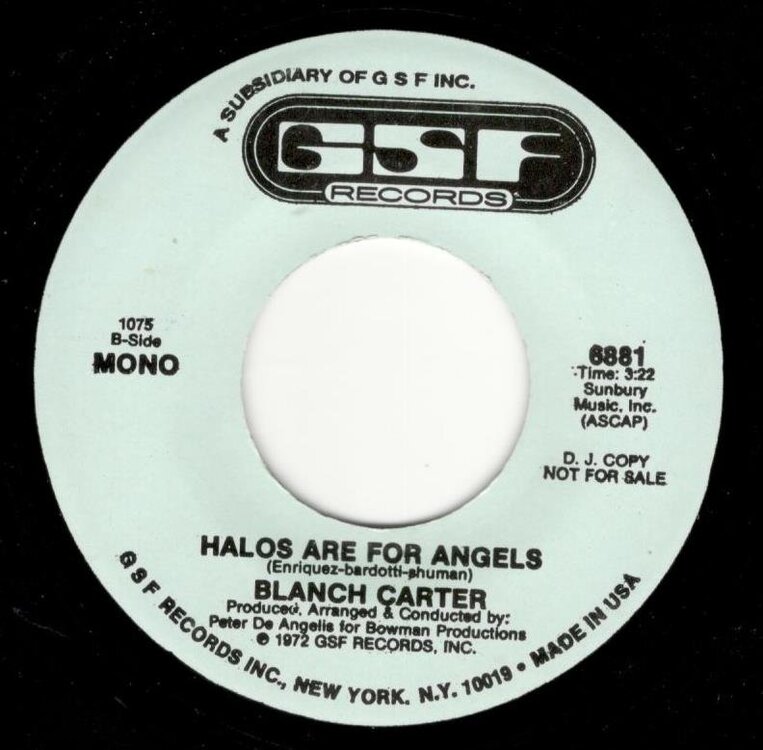 A SUBSIDIARY OF G S F INC.
GSF
RECORDS
1075
B-Side
MONO
6881
Time: 3:22
Sunbury
Music, Inc.
(ASCAP)
D. J. COPY
NOT FOR SALE
HALOS ARE FOR ANGELS
(Enriquez-bardotti-shuman)
BLANCH CARTER
Produced, Arranged & Conducted by:
Peter De Angelis for Bowman Productions
℗ 1972 GSF RECORDS, INC.
G S F RECORDS INC., NEW YORK. N.Y. 10019 • MADE IN USA